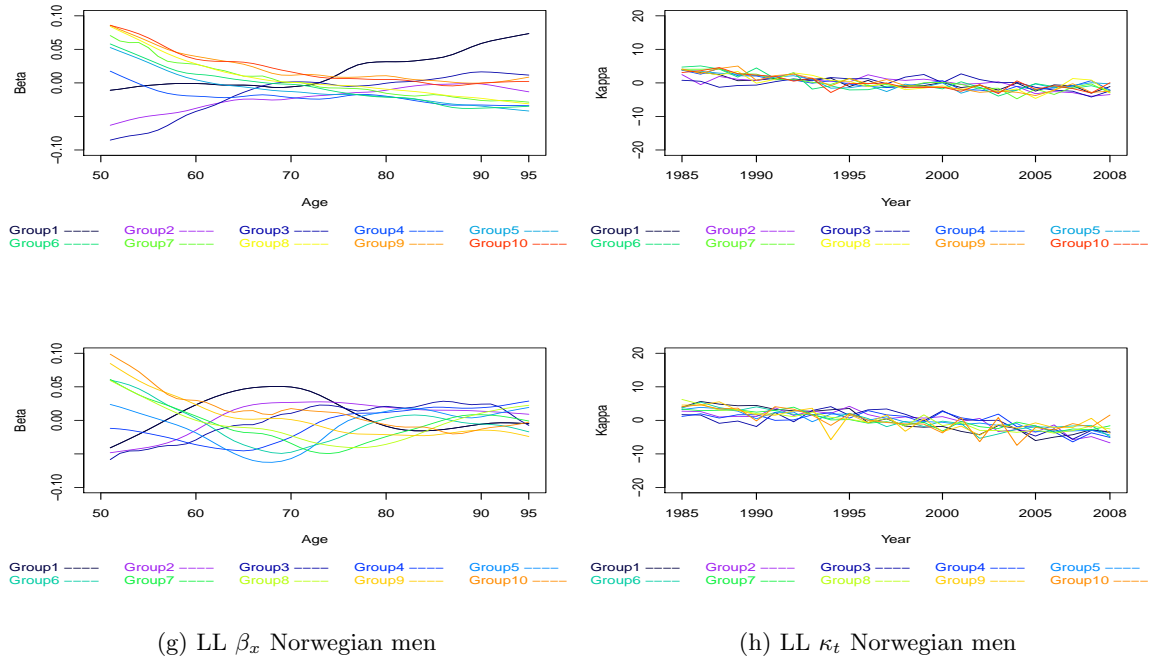 0.10
0.05
0.00
-0.10
Beta
50 60 70 80 90 95
Age
Group1 ---- Group2 ---- Group3 ---- Group4 ---- Group5 ----
Group6 ---- Group7 ---- Group8 ---- Group9 ---- Group10 ----
20
10
0
-10
-20
Kappa
1985 1990 1995 2000 2005 2008
Year
Group1 ---- Group2 ---- Group3 ---- Group4 ---- Group5 ----
Group6 ---- Group7 ---- Group8 ---- Group9 ---- Group10 ----
0.10
0.05
0.00
-0.10
Beta
50 60 70 80 90 95
Age
Group1 ---- Group2 ---- Group3 ---- Group4 ---- Group5 ----
Group6 ---- Group7 ---- Group8 ---- Group9 ---- Group10 ----
20
10
0
-10
-20
Kappa
1985 1990 1995 2000 2005 2008
Year
Group1 ---- Group2 ---- Group3 ---- Group4 ---- Group5 ----
Group6 ---- Group7 ---- Group8 ---- Group9 ---- Group10 ----
(g) LL βₓ Norwegian men
(h) LL κₜ Norwegian men